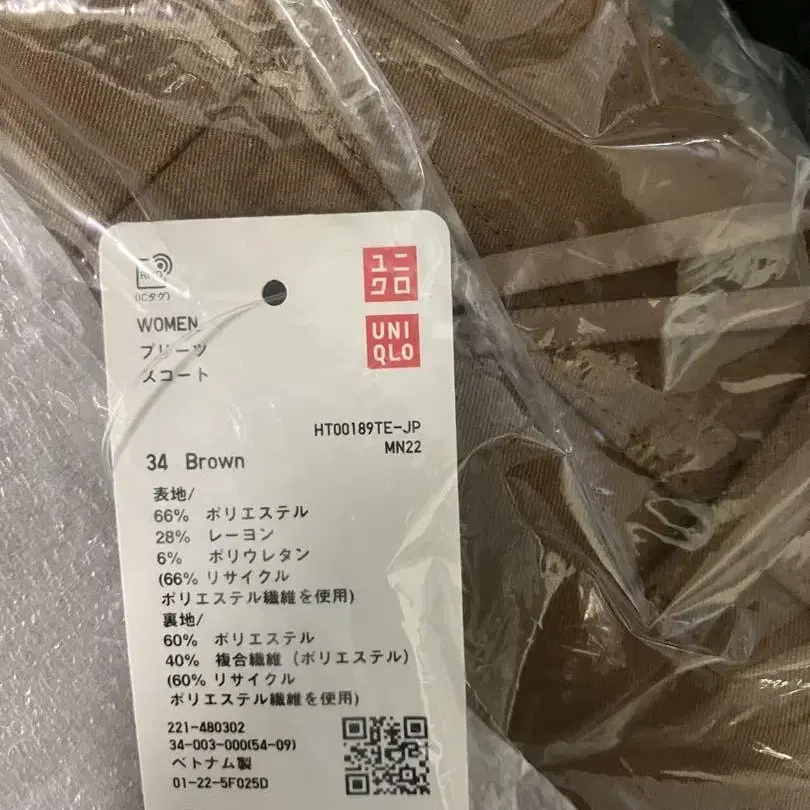 RFID
(ICタグ)
WOMEN
プリーツ
スコート
ユニ
クロ
UNI
QLO
HT00189TE-JP
MN22
34 Brown
表地/
66% ポリエステル
28% レーヨン
6% ポリウレタン
(66% リサイクル
ポリエステル繊維を使用)
裏地/
60% ポリエステル
40% 複合繊維 (ポリエステル)
(60% リサイクル
ポリエステル繊維を使用)
221-480302
34-003-000(54-09)
ベトナム製
01-22-5F025D